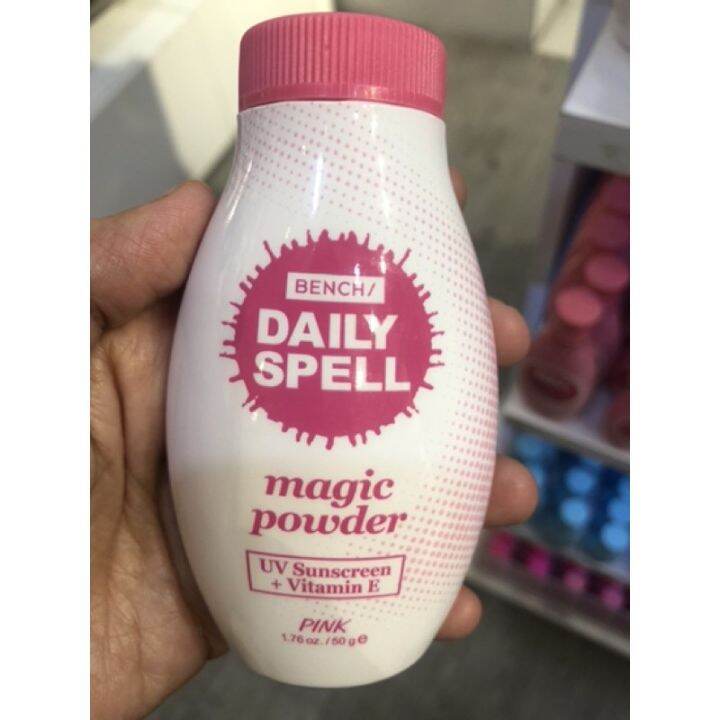 BENCH/
DAILY
SPELL
magic
powder
UV Sunscreen
+ Vitamin E
PINK
1.76 oz. / 50 g e